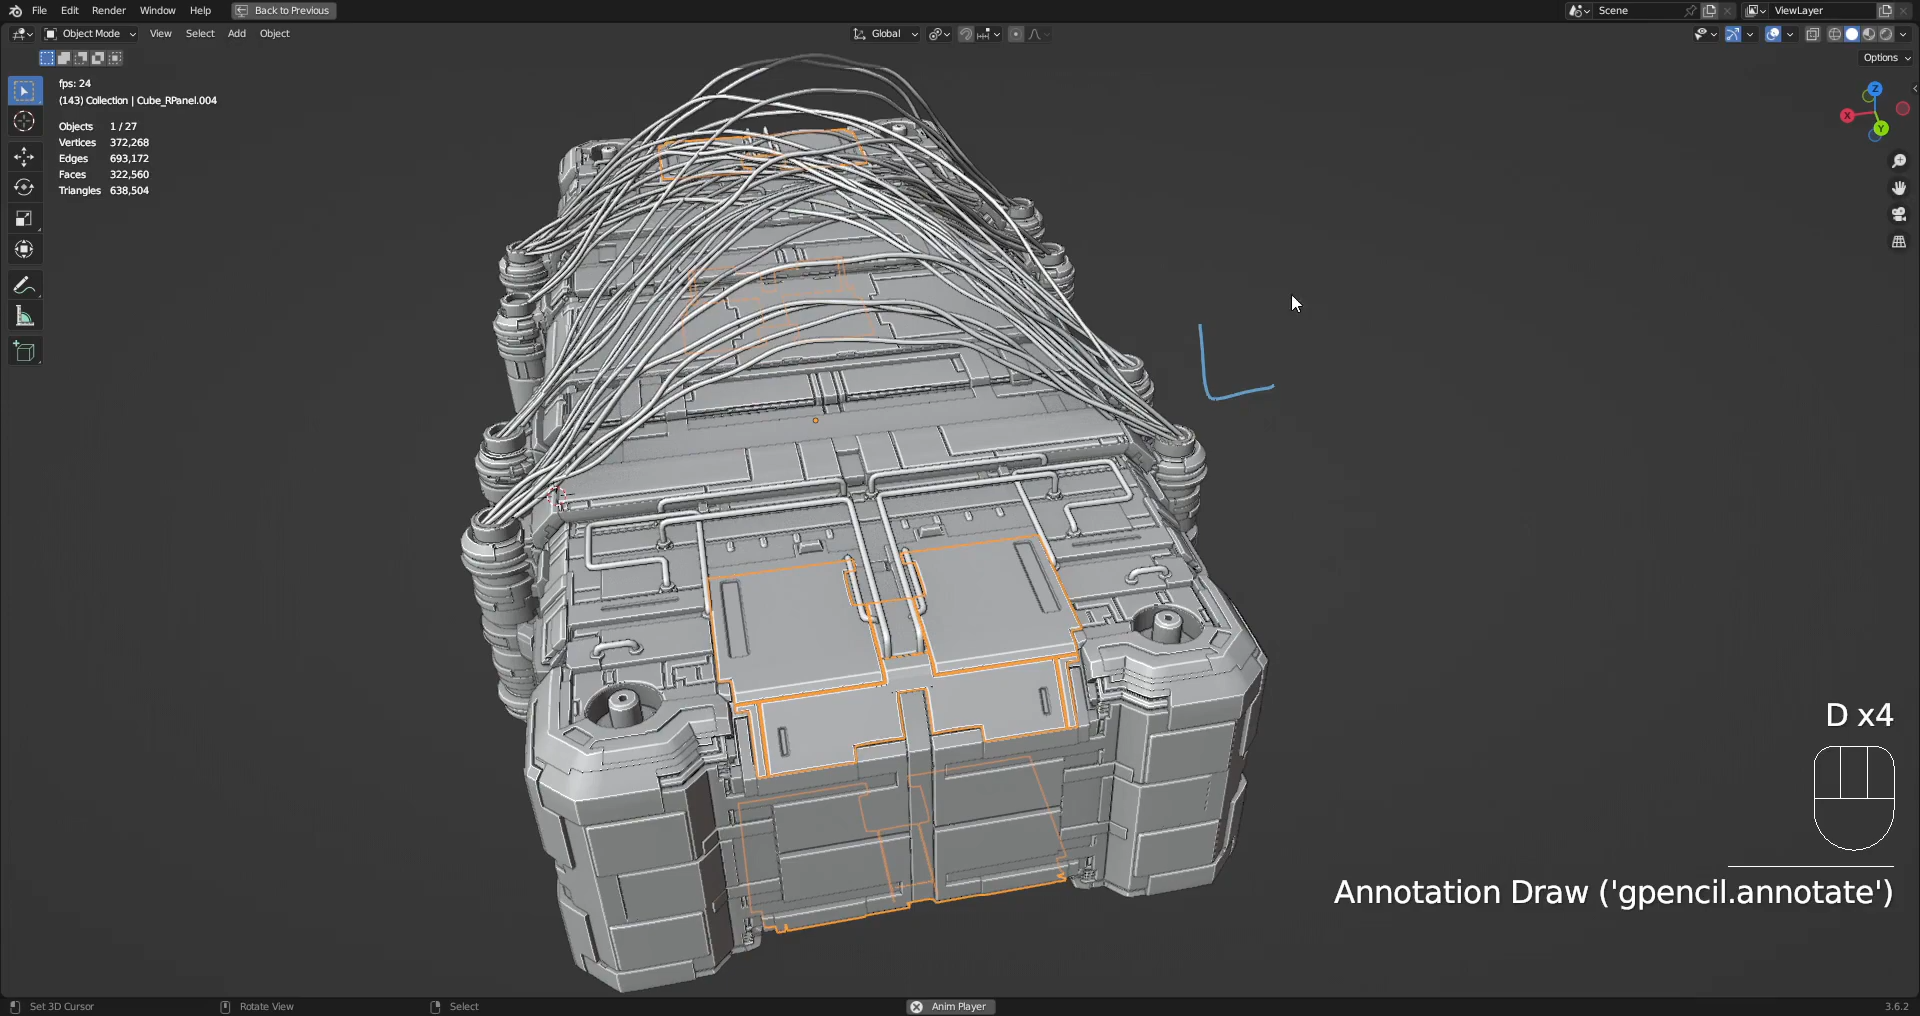 File Edit Render Window Help Back to Previous Scene ViewLayer
Object Mode View Select Add Object Global
Options
fps: 24
(143) Collection | Cube_RPanel.004
Objects 1 / 27
Vertices 372,268
Edges 693,172
Faces 322,560
Triangles 638,504
Z
X
Y
D x4
Annotation Draw ('gpencil.annotate')
Set 3D Cursor Rotate View Select Anim Player 3.6.2